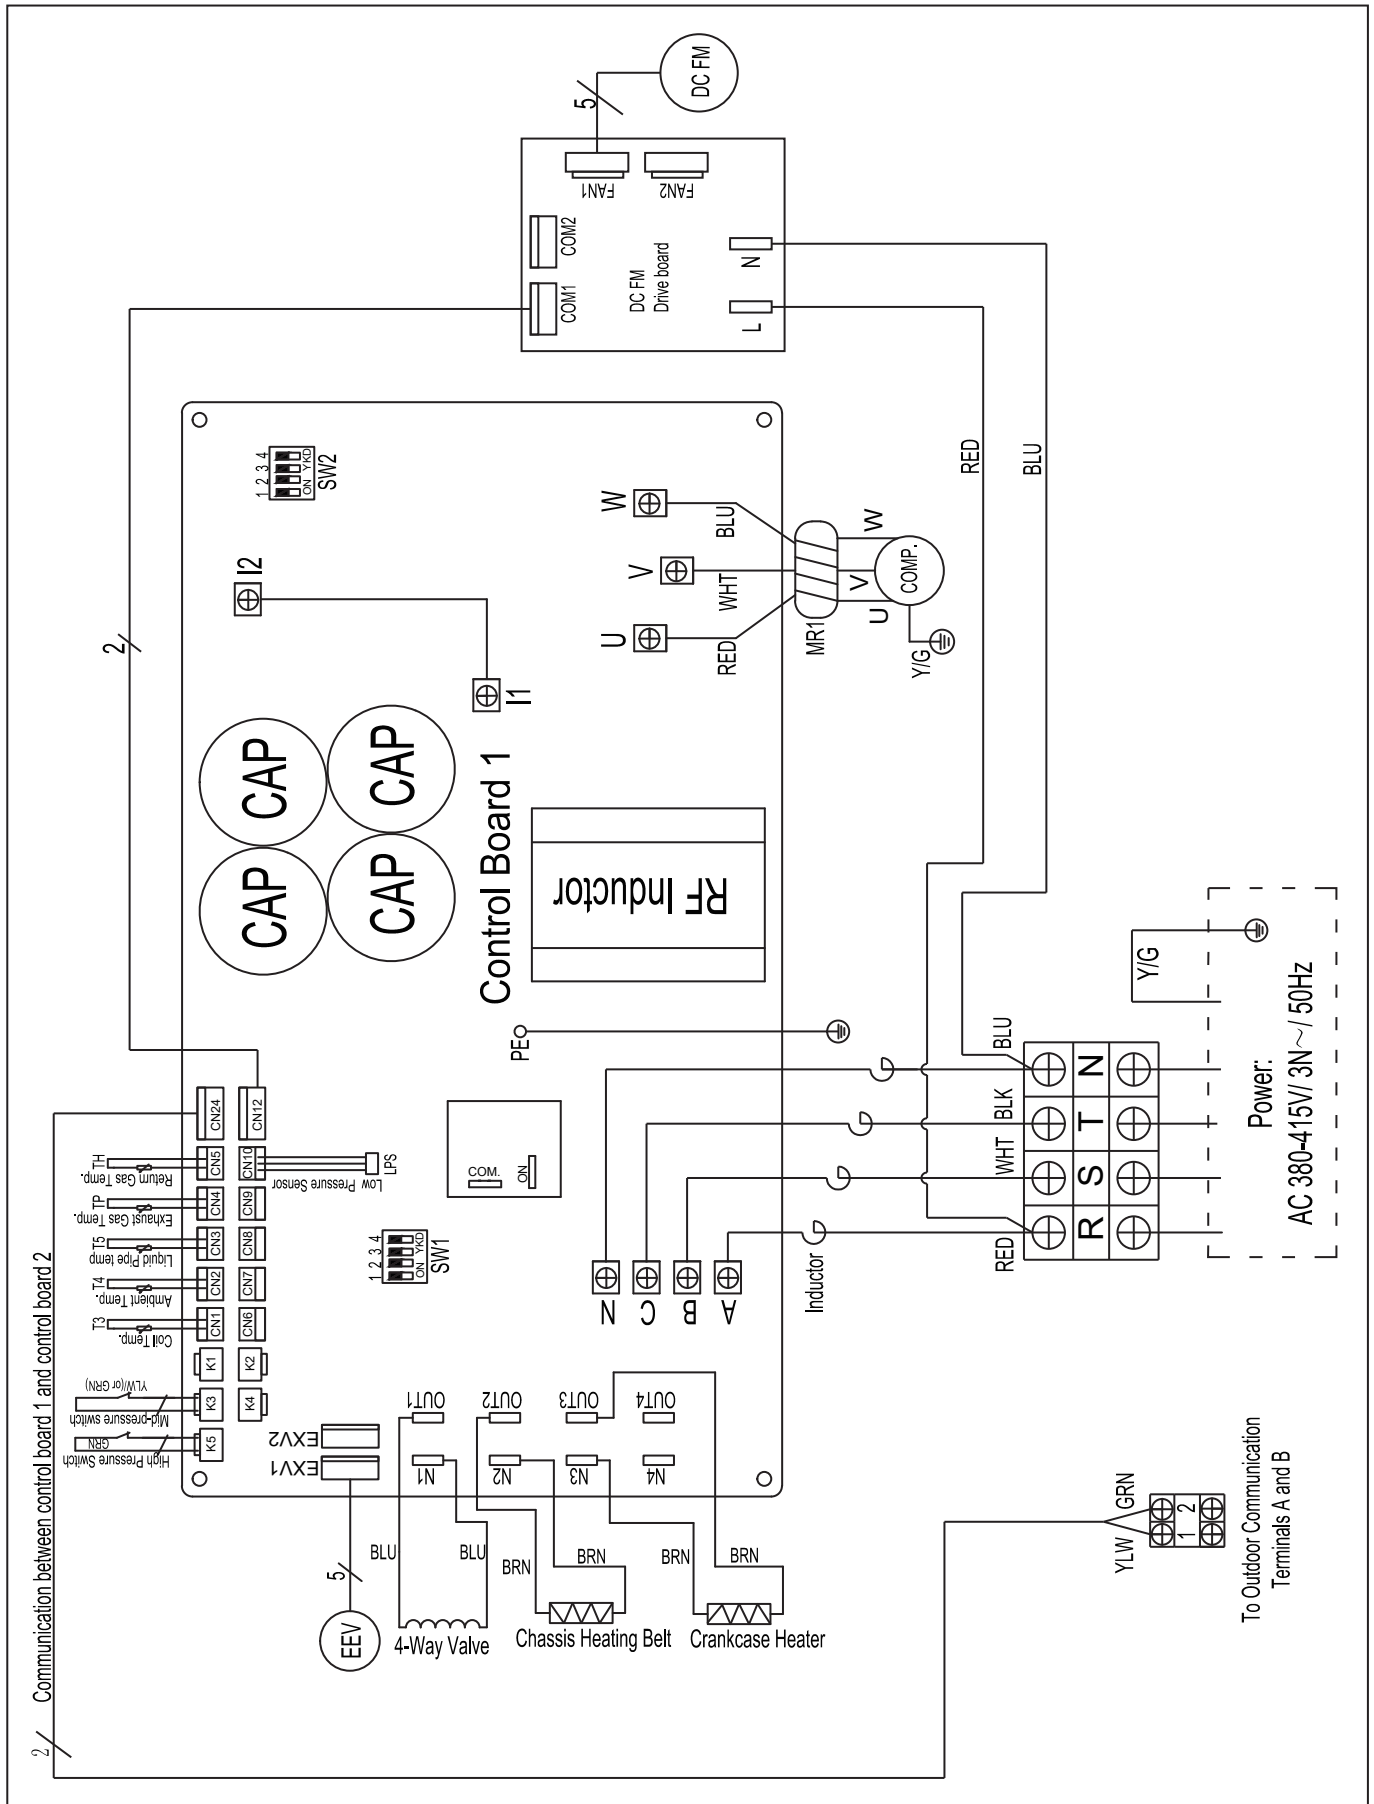 Communication between control board 1 and control board 2
2
High Pressure Switch
GRN
Mid-pressure switch
YLW/(or GRN)
Coil Temp.
T3
Ambient Temp.
T4
Liquid Pipe temp
T5
Exhaust Gas Temp.
TP
Return Gas Temp.
TH
K5
K3
K1
CN1
CN2
CN3
CN4
CN5
CN24
K4
K2
CN6
CN7
CN8
CN9
CN10
CN12
Low Pressure Sensor
LPS
2
EXV1
EXV2
5
EEV
SW1
1 2 3 4
ON YKD
COM.
ON
CAP
CAP
CAP
CAP
I2
I1
SW2
1 2 3 4
ON YKD
Control Board 1
RF Inductor
PE
N1
OUT1
N2
OUT2
N3
OUT3
N4
OUT4
BLU
BLU
BRN
BRN
BRN
BRN
4-Way Valve
Chassis Heating Belt
Crankcase Heater
N
C
B
A
Inductor
U
V
W
RED
WHT
BLU
MR1
U
V
W
COMP.
Y/G
COM1
COM2
FAN1
FAN2
DC FM
Drive board
L
N
5
DC FM
RED
BLU
RED
WHT
BLK
BLU
R
S
T
N
Y/G
Power:
AC 380-415V/ 3N～/ 50Hz
YLW
GRN
1
2
To Outdoor Communication
Terminals A and B